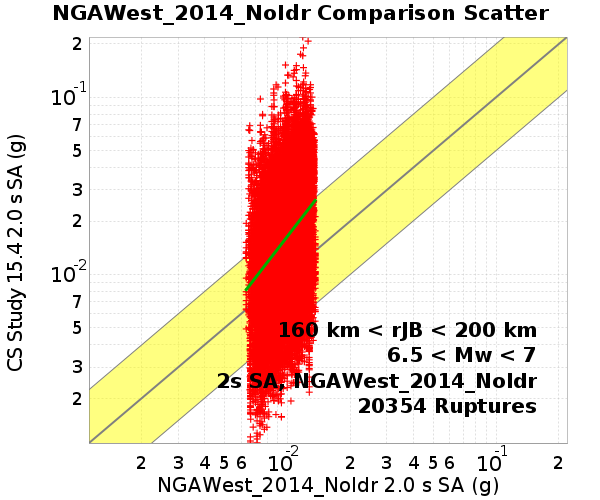 NGAWest_2014_NoIdr Comparison Scatter
2
10-1
7
5
3
2
10-2
7
5
3
2
CS Study 15.4 2.0 s SA (g)
160 km < rJB < 200 km
6.5 < Mw < 7
2s SA, NGAWest_2014_NoIdr
20354 Ruptures
2 3 4 5 6 10-2 2 3 4 5 6 10-1 2
NGAWest_2014_NoIdr 2.0 s SA (g)